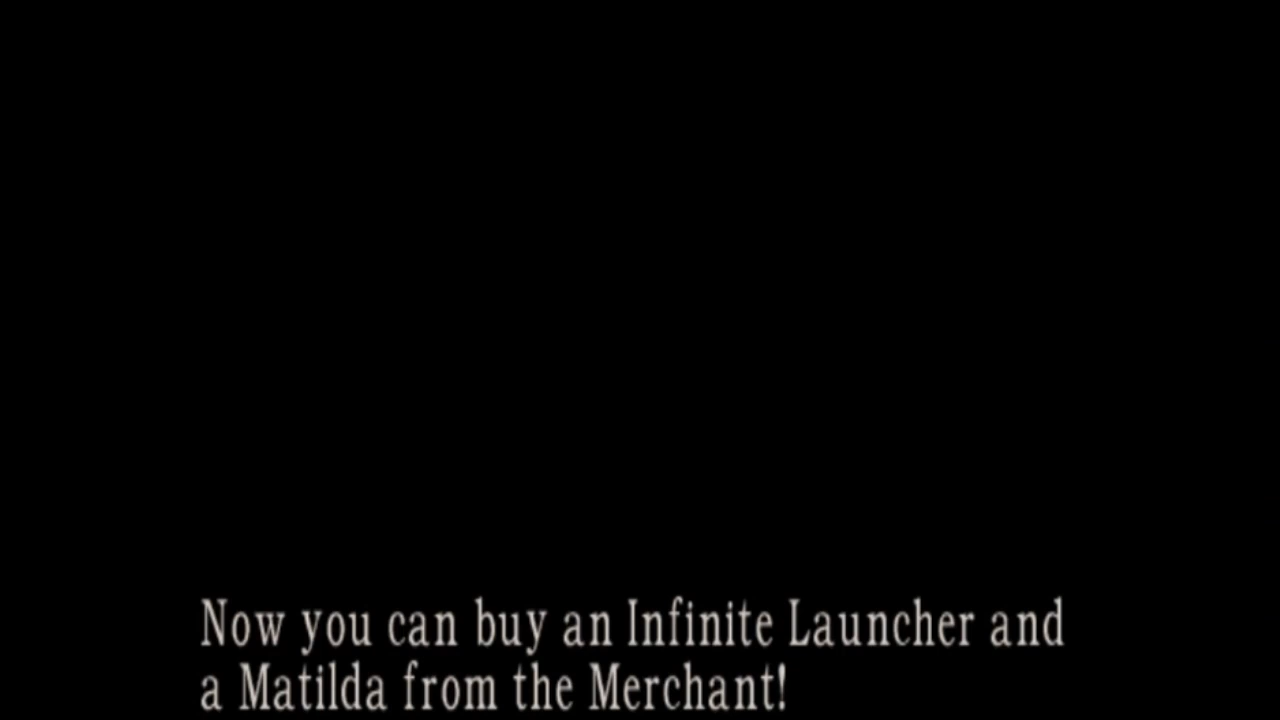 Now you can buy an Infinite Launcher and
a Matilda from the Merchant!